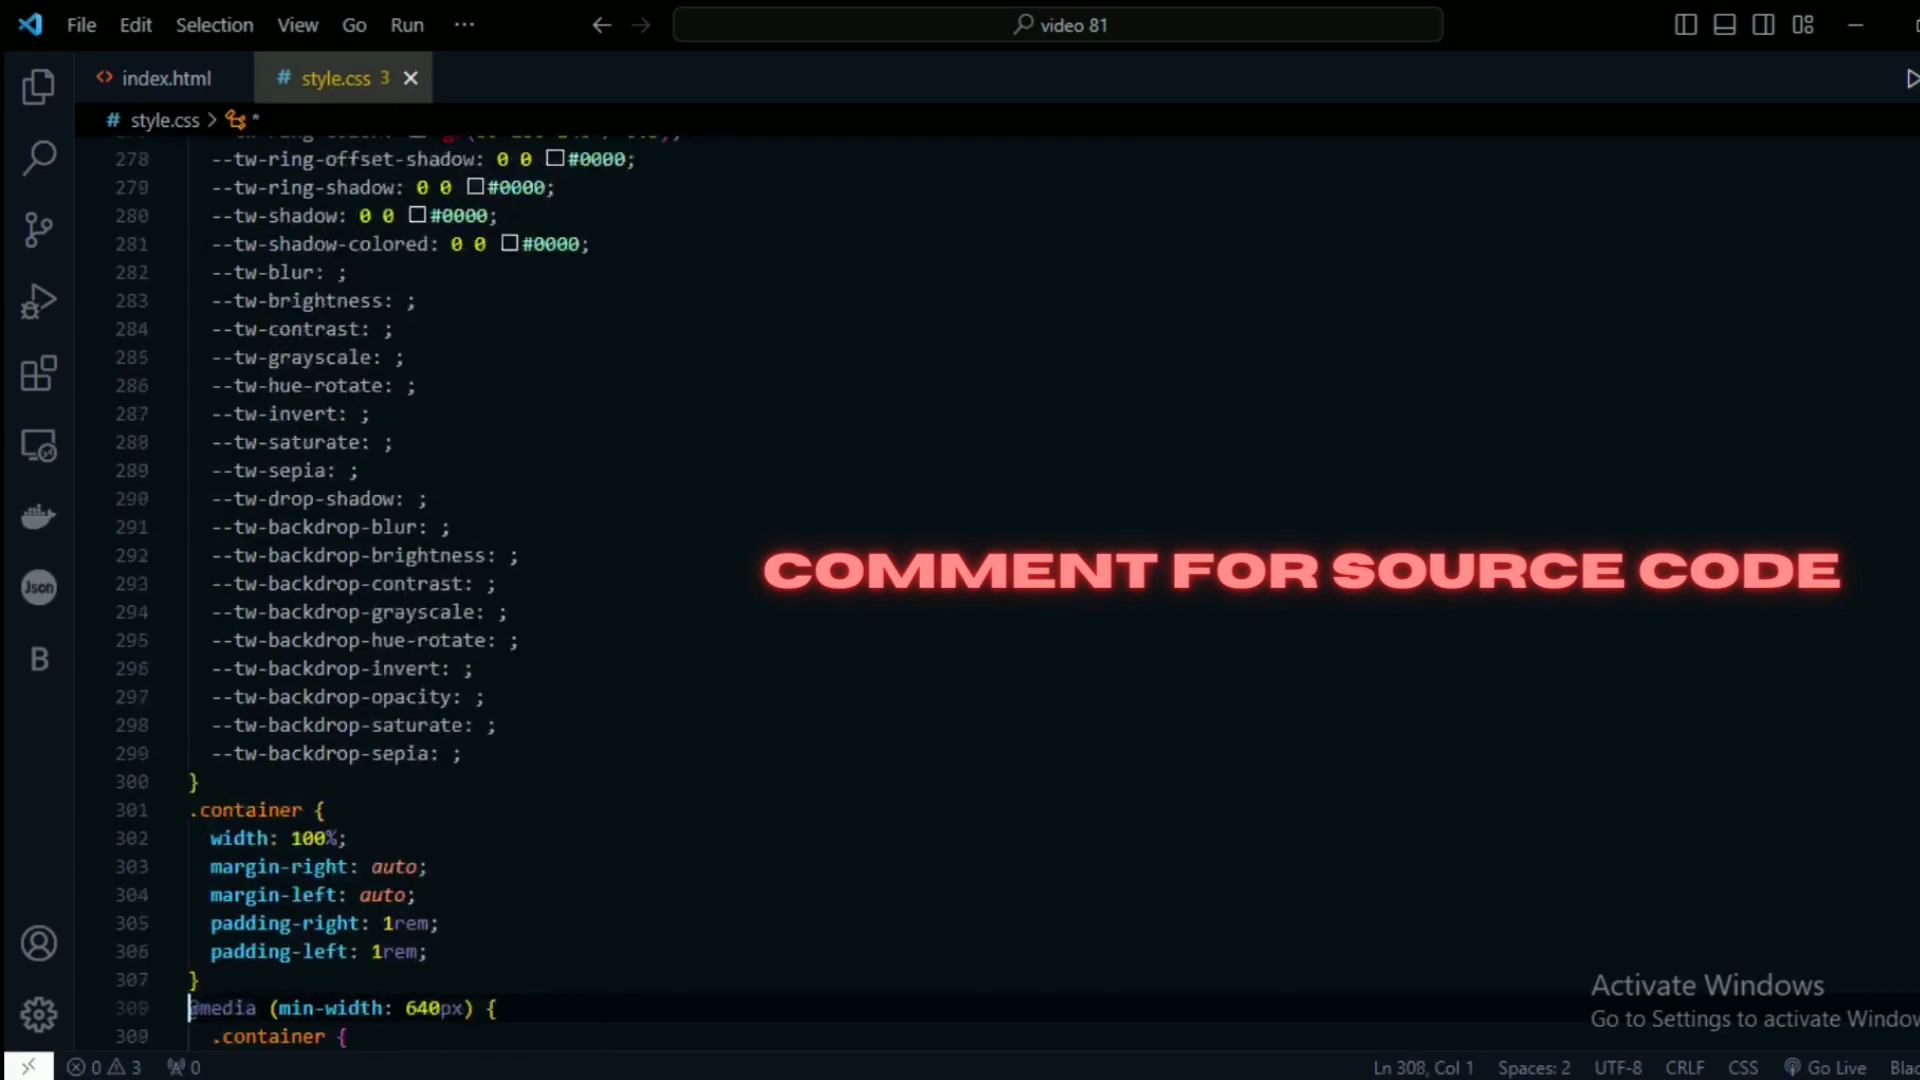 File Edit Selection View Go Run ··· video 81
index.html # style.css 3
# style.css > *
278 --tw-ring-offset-shadow: 0 0 #0000;
279 --tw-ring-shadow: 0 0 #0000;
280 --tw-shadow: 0 0 #0000;
281 --tw-shadow-colored: 0 0 #0000;
282 --tw-blur: ;
283 --tw-brightness: ;
284 --tw-contrast: ;
285 --tw-grayscale: ;
286 --tw-hue-rotate: ;
287 --tw-invert: ;
288 --tw-saturate: ;
289 --tw-sepia: ;
290 --tw-drop-shadow: ;
291 --tw-backdrop-blur: ;
292 --tw-backdrop-brightness: ;
293 --tw-backdrop-contrast: ;
COMMENT FOR SOURCE CODE
294 --tw-backdrop-grayscale: ;
295 --tw-backdrop-hue-rotate: ;
296 --tw-backdrop-invert: ;
297 --tw-backdrop-opacity: ;
298 --tw-backdrop-saturate: ;
299 --tw-backdrop-sepia: ;
300 }
301 .container {
302 width: 100%;
303 margin-right: auto;
304 margin-left: auto;
305 padding-right: 1rem;
306 padding-left: 1rem;
307 }
308 @media (min-width: 640px) {
309 .container {
Json
B
Activate Windows
Go to Settings to activate Window
0 3 0 Ln 308, Col 1 Spaces: 2 UTF-8 CRLF CSS Go Live Blac